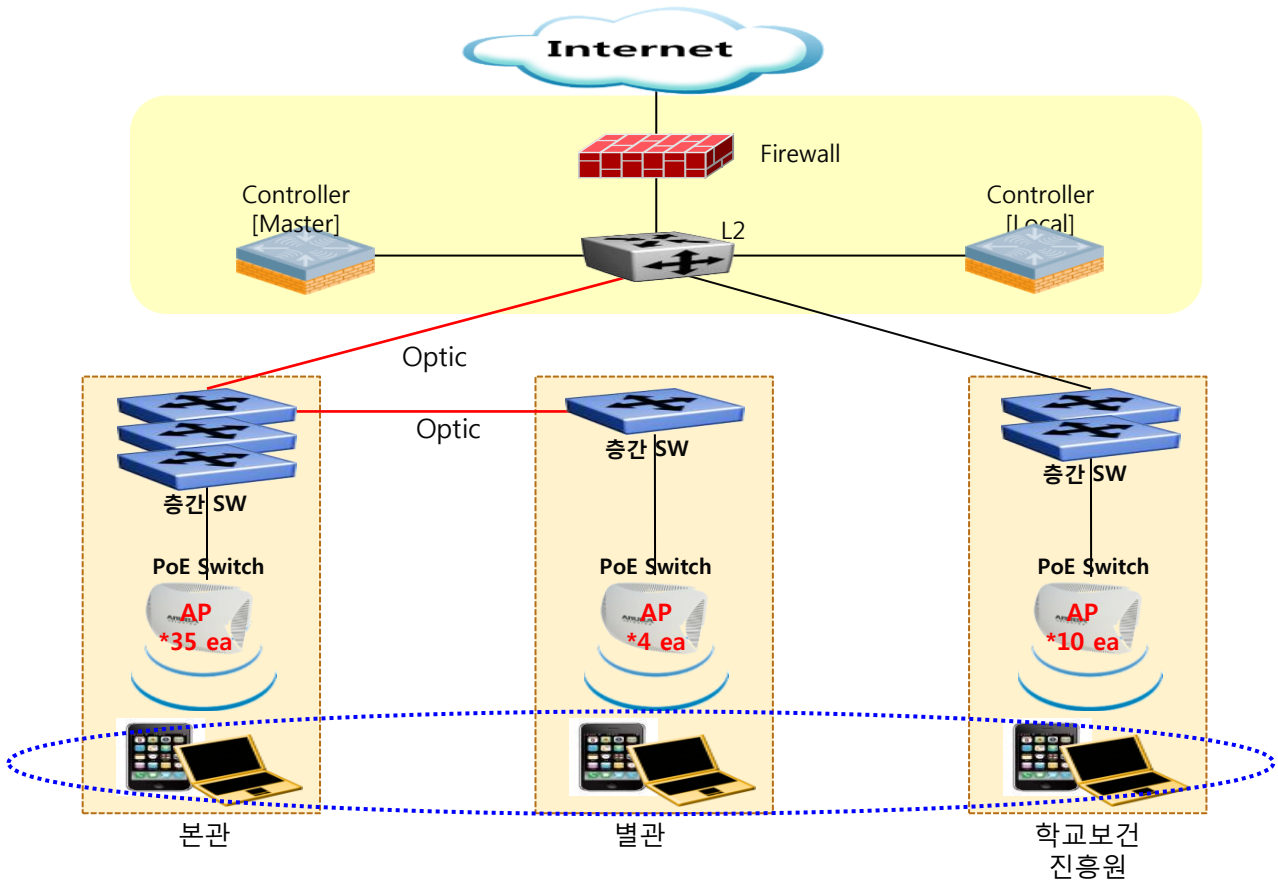 Internet
Firewall
Controller
[Master]
Controller
[Local]
L2
Optic
Optic
층간 SW
층간 SW
층간 SW
PoE Switch
PoE Switch
PoE Switch
AP
*35 ea
AP
*4 ea
AP
*10 ea
본관
별관
학교보건
진흥원